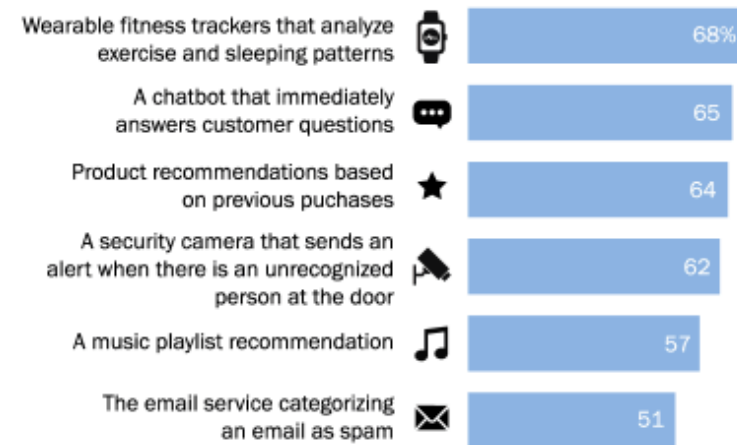 Wearable fitness trackers that analyze
exercise and sleeping patterns
68%
A chatbot that immediately
answers customer questions
65
Product recommendations based
on previous puchases
64
A security camera that sends an
alert when there is an unrecognized
person at the door
62
A music playlist recommendation
57
The email service categorizing
an email as spam
51